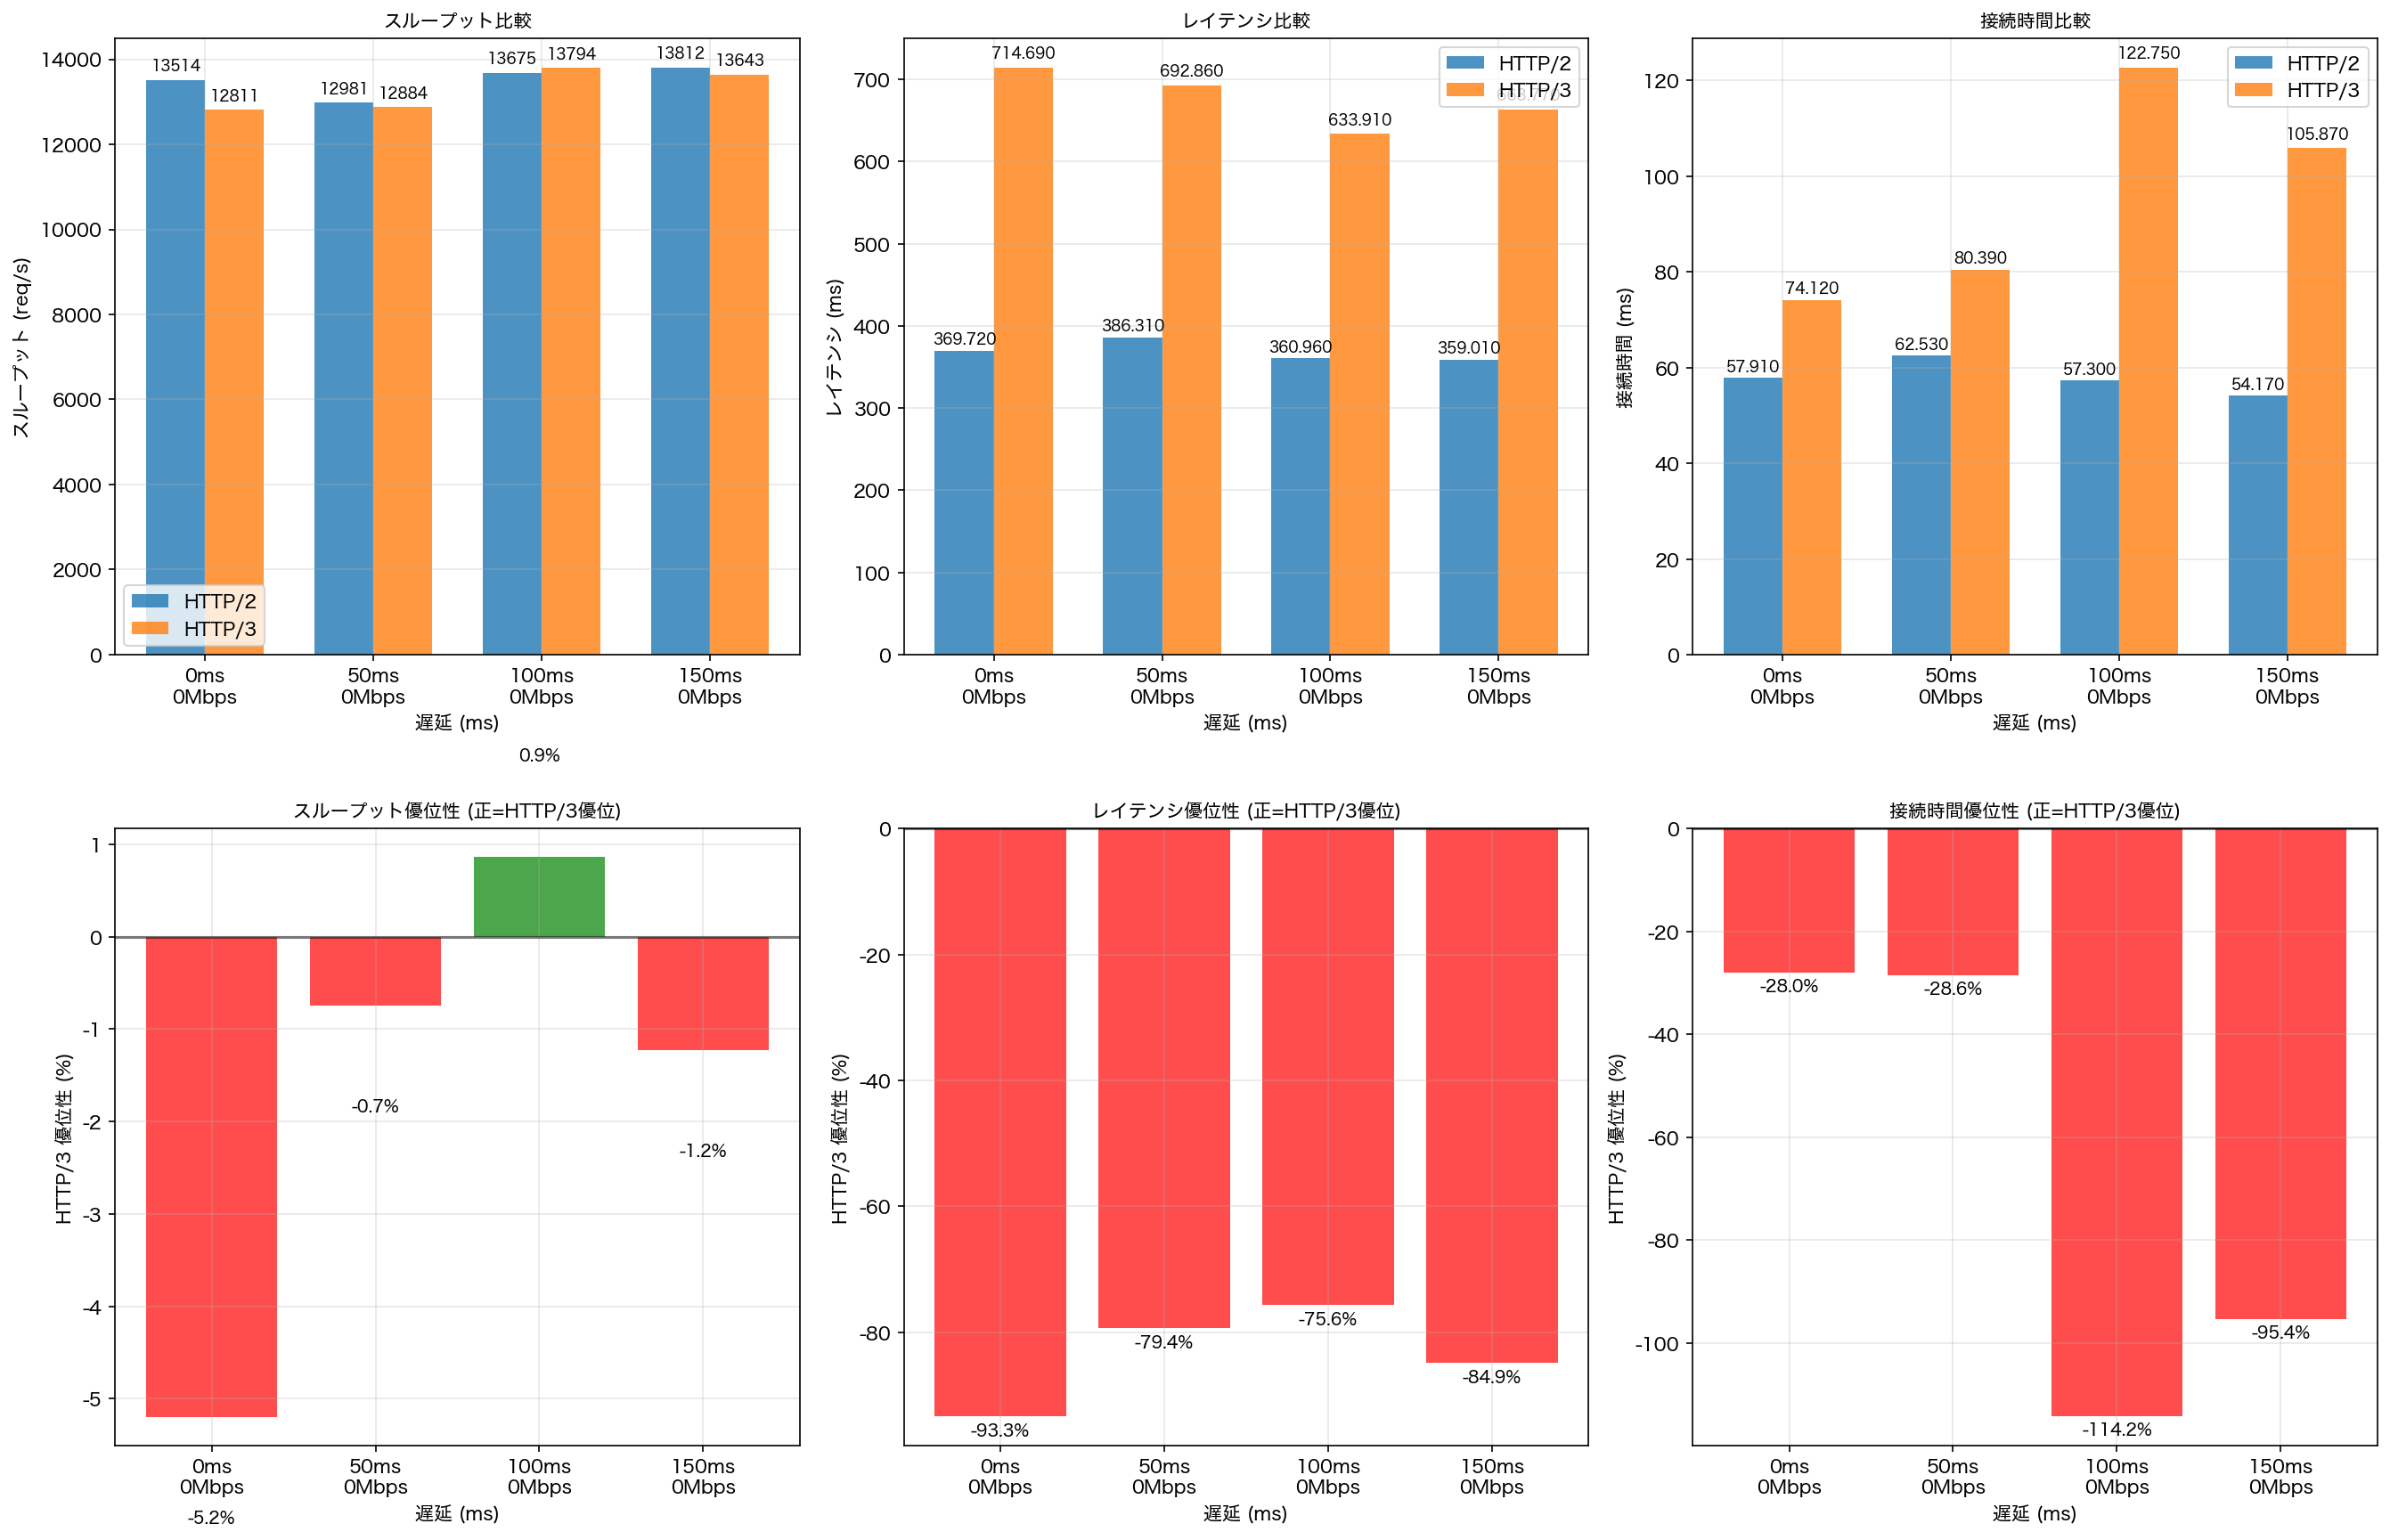 スループット比較
14000
12000
10000
8000
6000
4000
2000
0
スループット (req/s)
13514
12811
12981
12884
13675
13794
13812
13643
HTTP/2
HTTP/3
0ms
0Mbps
50ms
0Mbps
100ms
0Mbps
150ms
0Mbps
遅延 (ms)
レイテンシ比較
700
600
500
400
300
200
100
0
レイテンシ (ms)
369.720
714.690
386.310
692.860
360.960
633.910
359.010
HTTP/2
HTTP/3
0ms
0Mbps
50ms
0Mbps
100ms
0Mbps
150ms
0Mbps
遅延 (ms)
接続時間比較
120
100
80
60
40
20
0
接続時間 (ms)
57.910
74.120
62.530
80.390
57.300
122.750
54.170
105.870
HTTP/2
HTTP/3
0ms
0Mbps
50ms
0Mbps
100ms
0Mbps
150ms
0Mbps
遅延 (ms)
0.9%
スループット優位性 (正=HTTP/3優位)
1
0
-1
-2
-3
-4
-5
HTTP/3 優位性 (%)
-0.7%
-1.2%
0ms
0Mbps
50ms
0Mbps
100ms
0Mbps
150ms
0Mbps
遅延 (ms)
-5.2%
レイテンシ優位性 (正=HTTP/3優位)
0
-20
-40
-60
-80
HTTP/3 優位性 (%)
-93.3%
-79.4%
-75.6%
-84.9%
0ms
0Mbps
50ms
0Mbps
100ms
0Mbps
150ms
0Mbps
遅延 (ms)
接続時間優位性 (正=HTTP/3優位)
0
-20
-40
-60
-80
-100
HTTP/3 優位性 (%)
-28.0%
-28.6%
-114.2%
-95.4%
0ms
0Mbps
50ms
0Mbps
100ms
0Mbps
150ms
0Mbps
遅延 (ms)